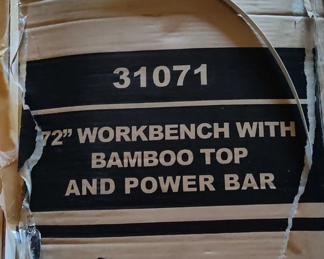 31071
72" WORKBENCH WITH
BAMBOO TOP
AND POWER BAR